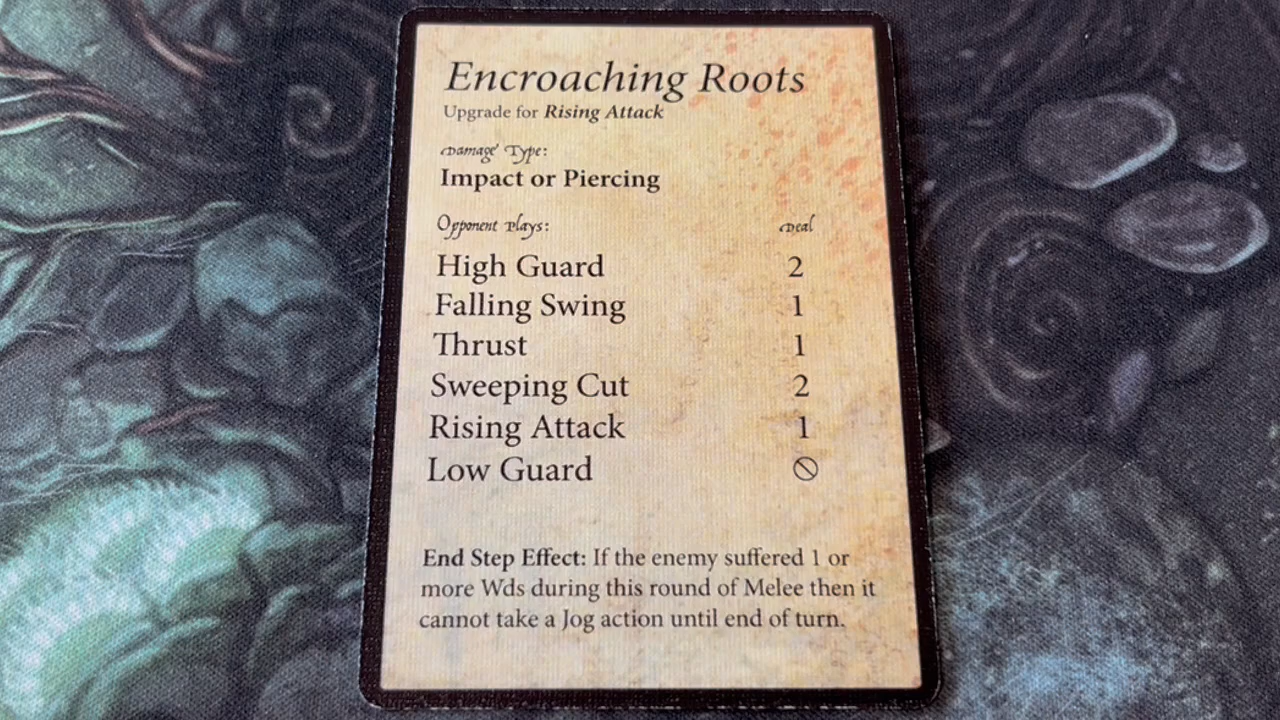 Encroaching Roots
Upgrade for Rising Attack
Damage Type:
Impact or Piercing
Opponent Plays: Deal
High Guard 2
Falling Swing 1
Thrust 1
Sweeping Cut 2
Rising Attack 1
Low Guard
End Step Effect: If the enemy suffered 1 or
more Wds during this round of Melee then it
cannot take a Jog action until end of turn.